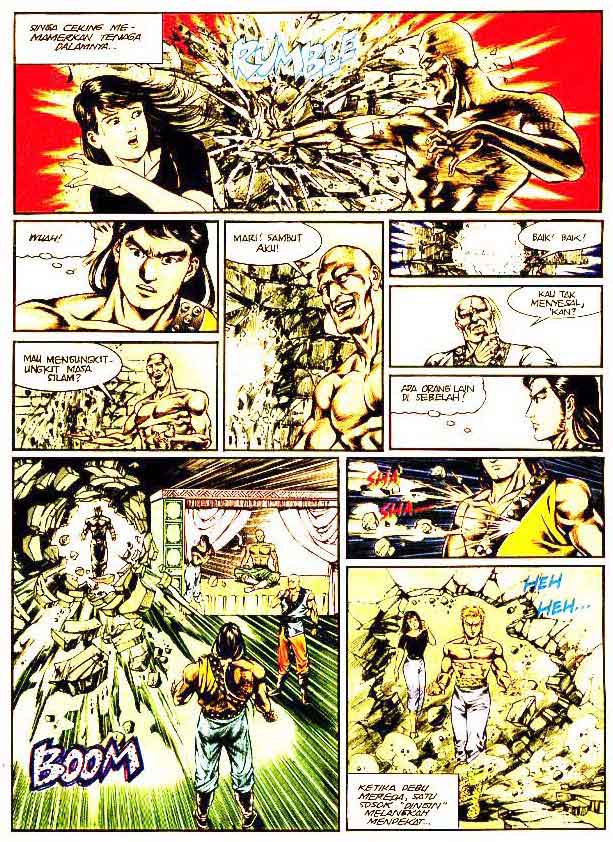 SINGA CEKING ME-
MAMERKAN TENAGA
DALAMNYA...
RUMBLE
WUAH!
MAU MENGUNGKIT-
UNGKIT MASA
SILAM?
MARI! SAMBUT
AKU!
BAIK! BAIK!
KAU TAK
MENYESAL,
'KAN?
ADA ORANG LAIN
DI SEBELAH?
BOOM
SHA
SHA
HEH
HEH...
KETIKA DEBU
MEREDA, SATU
SOSOK "DINGIN"
MELANGKAH
MENDEKAT...